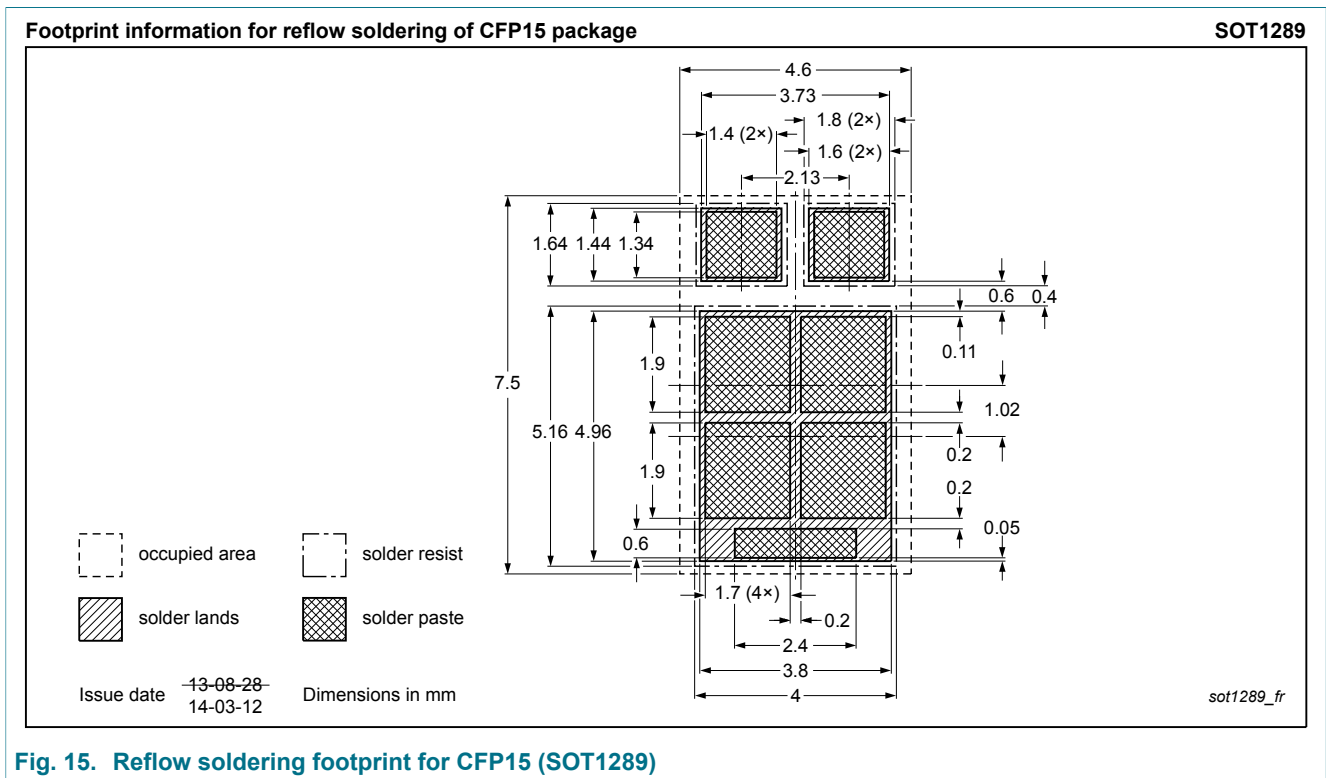 Footprint information for reflow soldering of CFP15 package SOT1289
4.6
3.73
1.4 (2×) 1.8 (2×)
1.6 (2×)
2.13
1.64 1.44 1.34
0.6 0.4
0.11
1.9
7.5
1.02
5.16 4.96
0.2
1.9
0.2
0.05
0.6
1.7 (4×)
0.2
2.4
3.8
4
occupied area solder resist
solder lands solder paste
Issue date 13-08-28
14-03-12
Dimensions in mm
sot1289_fr
Fig. 15. Reflow soldering footprint for CFP15 (SOT1289)